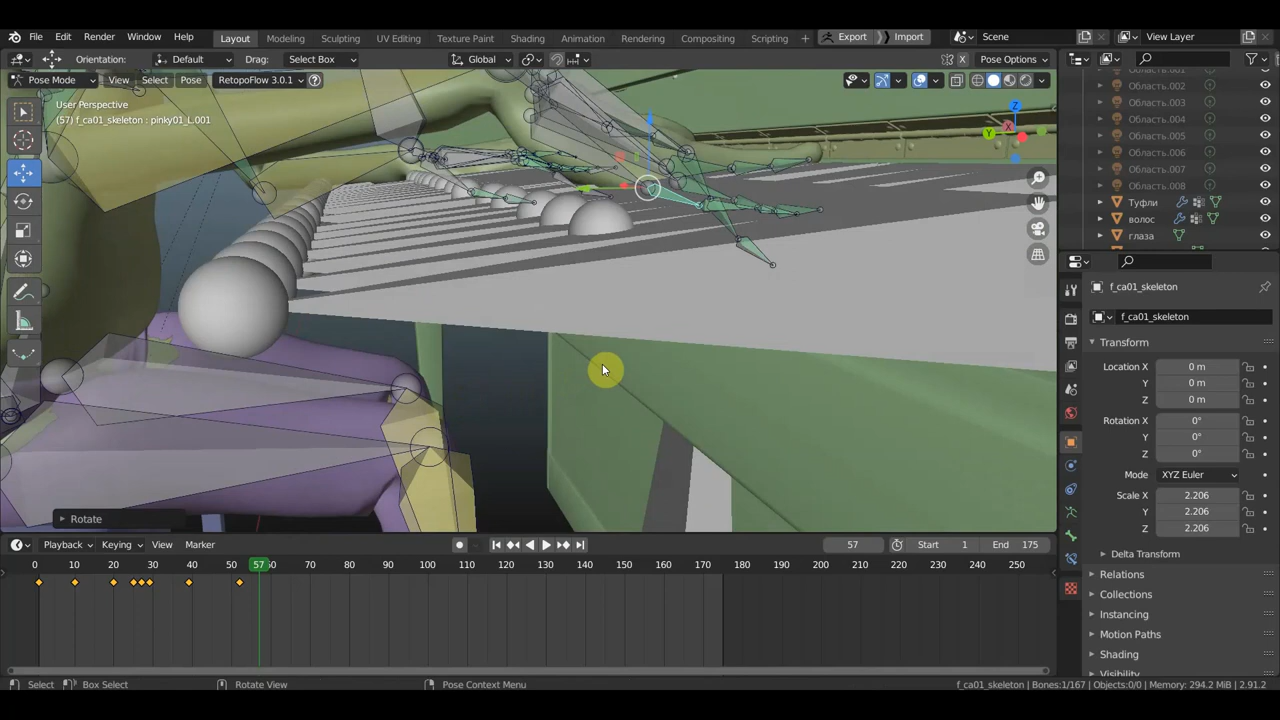 File Edit Render Window Help Layout Modeling Sculpting UV Editing Texture Paint Shading Animation Rendering Compositing Scripting + Export Import Scene View Layer
Orientation: Default Drag: Select Box Global Pose Options
Pose Mode View Select Pose RetopoFlow 3.0.1
User Perspective
(57) f_ca01_skeleton : pinky01_L.001
Область.002
Область.003
Область.004
Область.005
Область.006
Область.007
Область.008
Туфли
волос
глаза
f_ca01_skeleton
f_ca01_skeleton
Transform
Location X 0 m
Y 0 m
Z 0 m
Rotation X 0°
Y 0°
Z 0°
Mode XYZ Euler
Scale X 2.206
Y 2.206
Z 2.206
Delta Transform
Relations
Collections
Instancing
Motion Paths
Shading
Visibility
Rotate
Playback Keying View Marker 57 Start 1 End 175
0 10 20 30 40 50 57 60 70 80 90 100 110 120 130 140 150 160 170 180 190 200 210 220 230 240 250
Select Box Select Rotate View Pose Context Menu f_ca01_skeleton | Bones:1/167 | Objects:0/0 | Memory: 294.2 MiB | 2.91.2